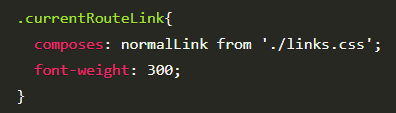 .currentRouteLink{
composes: normalLink from './links.css';
font-weight: 300;
}